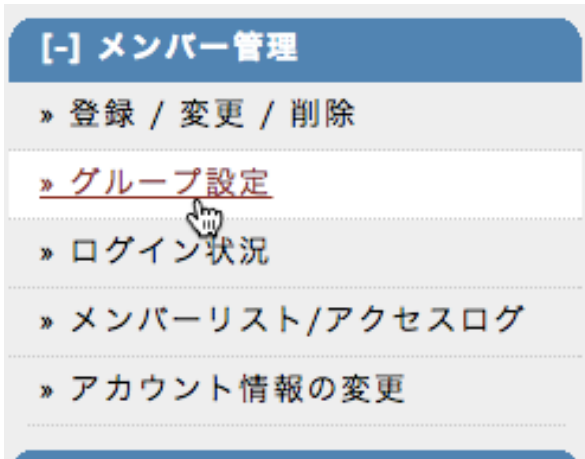 [-] メンバー管理
» 登録 / 変更 / 削除
» グループ設定
» ログイン状況
» メンバーリスト/アクセスログ
» アカウント情報の変更